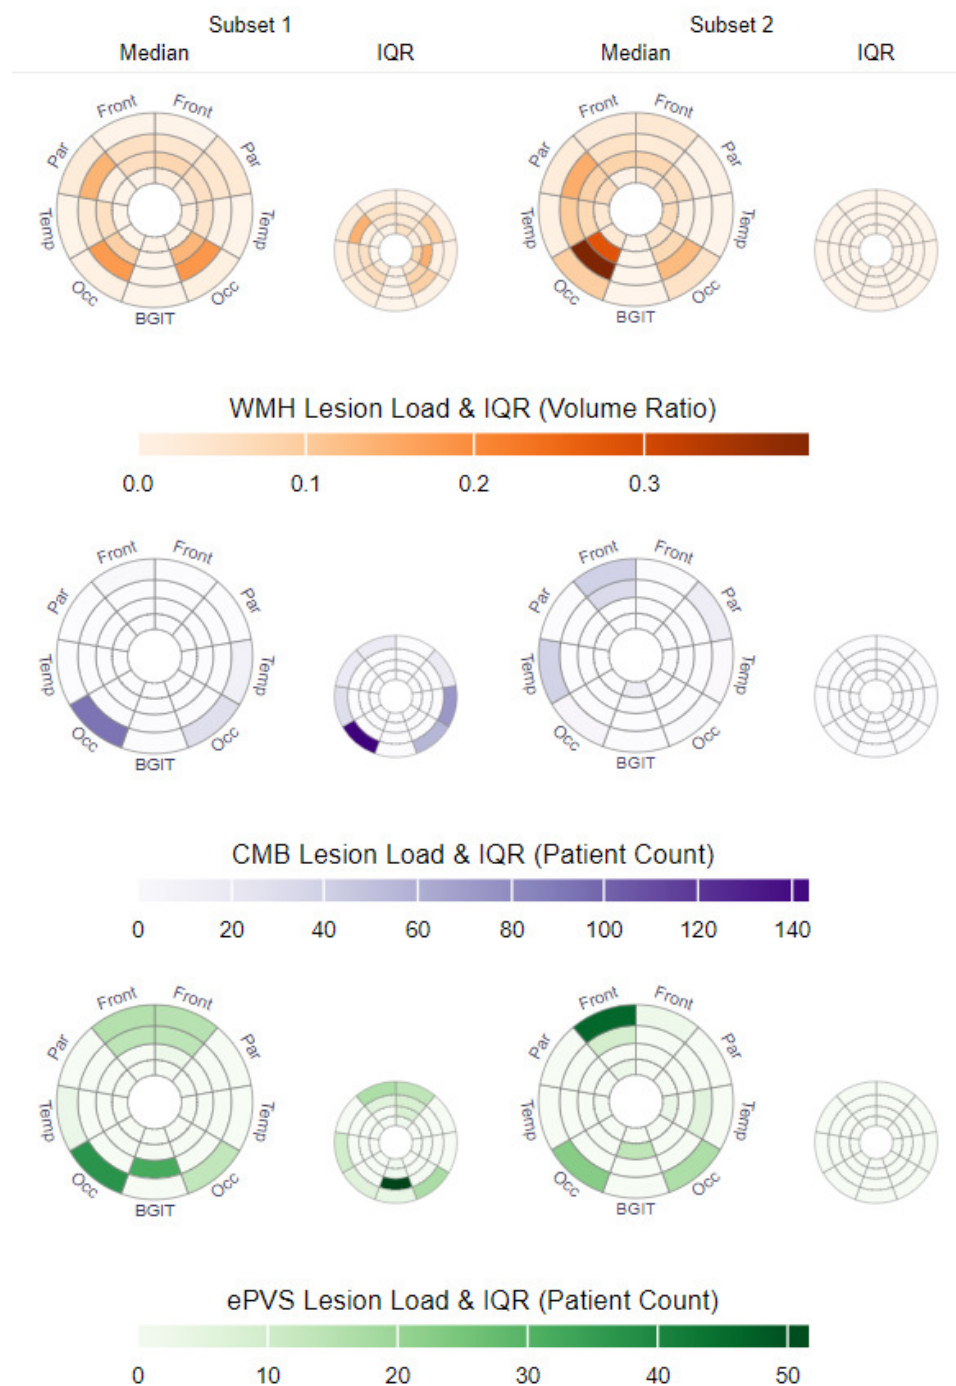 Subset 1 Subset 2
Median IQR Median IQR
Front Front Front Front
Par Par Par Par
Temp Temp Temp Temp
Occ Occ Occ Occ
BGIT BGIT
WMH Lesion Load & IQR (Volume Ratio)
0.0 0.1 0.2 0.3
Front Front Front Front
Par Par Par Par
Temp Temp Temp Temp
Occ Occ Occ Occ
BGIT BGIT
CMB Lesion Load & IQR (Patient Count)
0 20 40 60 80 100 120 140
Front Front Front Front
Par Par Par Par
Temp Temp Temp Temp
Occ Occ Occ Occ
BGIT BGIT
ePVS Lesion Load & IQR (Patient Count)
0 10 20 30 40 50